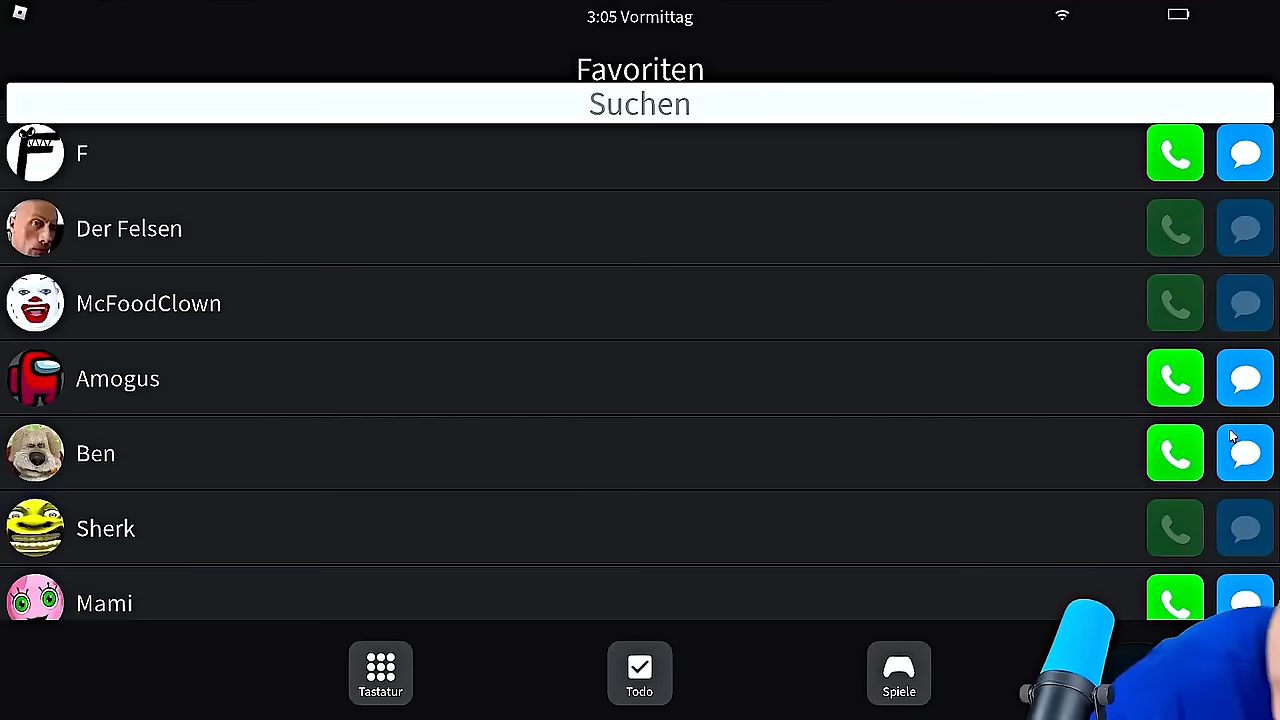 3:05 Vormittag
Favoriten
Suchen
F
Der Felsen
McFoodClown
Amogus
Ben
Sherk
Mami
Tastatur
Todo
Spiele